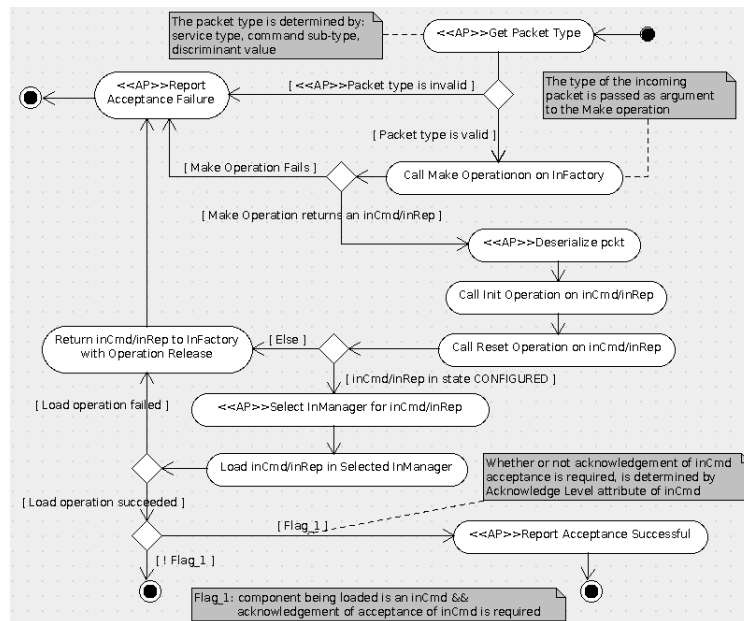 The packet type is determined by:
service type, command sub-type,
discriminant value
<<AP>>Get Packet Type
<<AP>>Report
Acceptance Failure
[ <<AP>>Packet type is invalid ]
The type of the incoming
packet is passed as argument
to the Make operation
[ Packet type is valid ]
[ Make Operation Fails ]
Call Make Operationon on InFactory
[ Make Operation returns an inCmd/inRep ]
<<AP>>Deserialize pckt
Call Init Operation on inCmd/inRep
Return inCmd/inRep to InFactory
with Operation Release
[ Else ]
Call Reset Operation on inCmd/inRep
[ inCmd/inRep in state CONFIGURED ]
[ Load operation failed ]
<<AP>>Select InManager for inCmd/inRep
Load inCmd/inRep in Selected InManager
Whether or not acknowledgement of inCmd
acceptance is required, is determined by
Acknowledge Level attribute of inCmd
[ Load operation succeeded ]
[ Flag_1 ]
<<AP>>Report Acceptance Successful
[ ! Flag_1 ]
Flag_1: component being loaded is an inCmd &&
acknowledgement of acceptance of inCmd is required